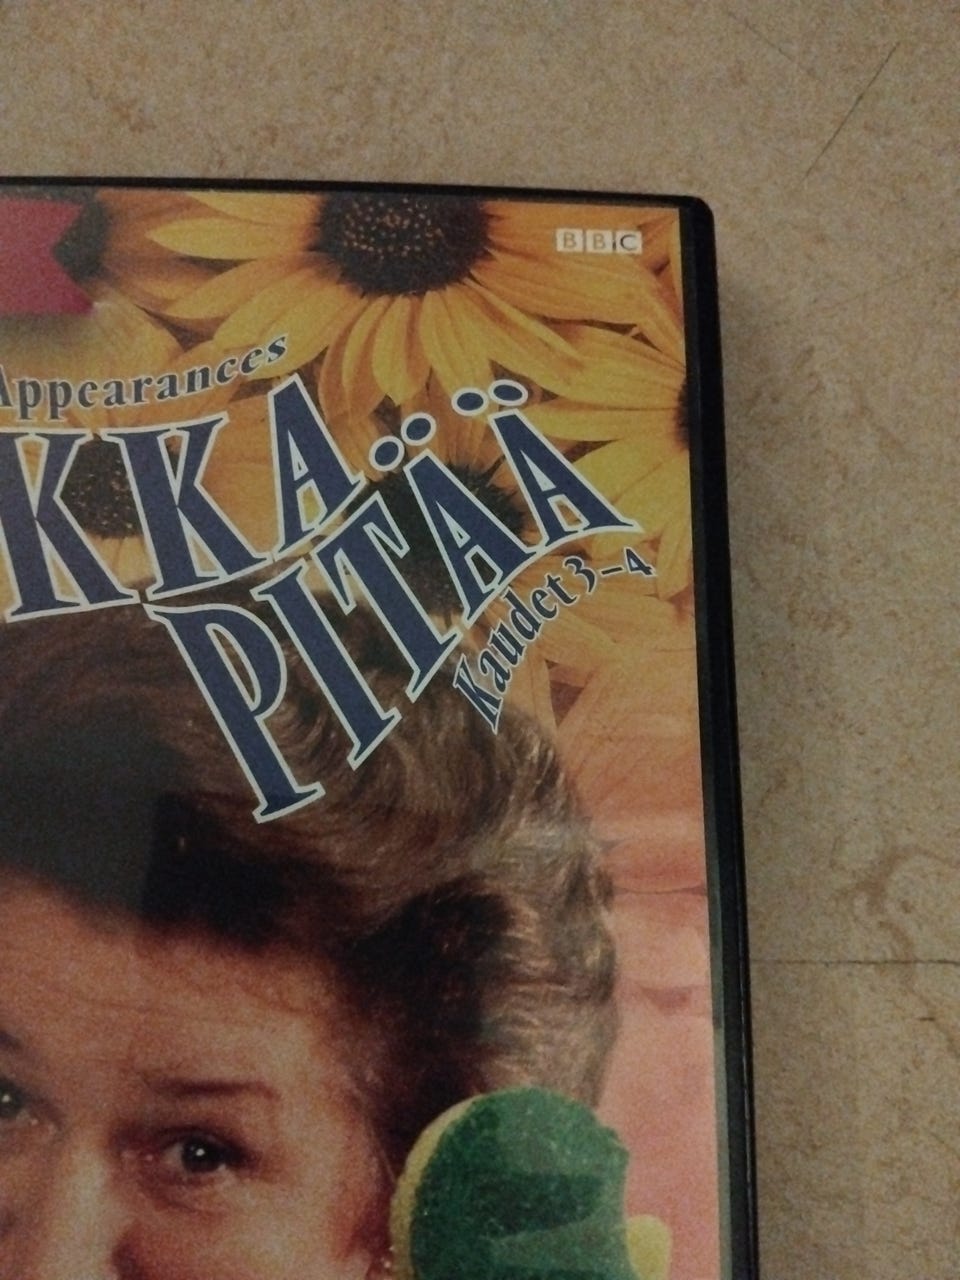 BBC
Appearances
KKA
PITÄÄ
Kaudet 3-4